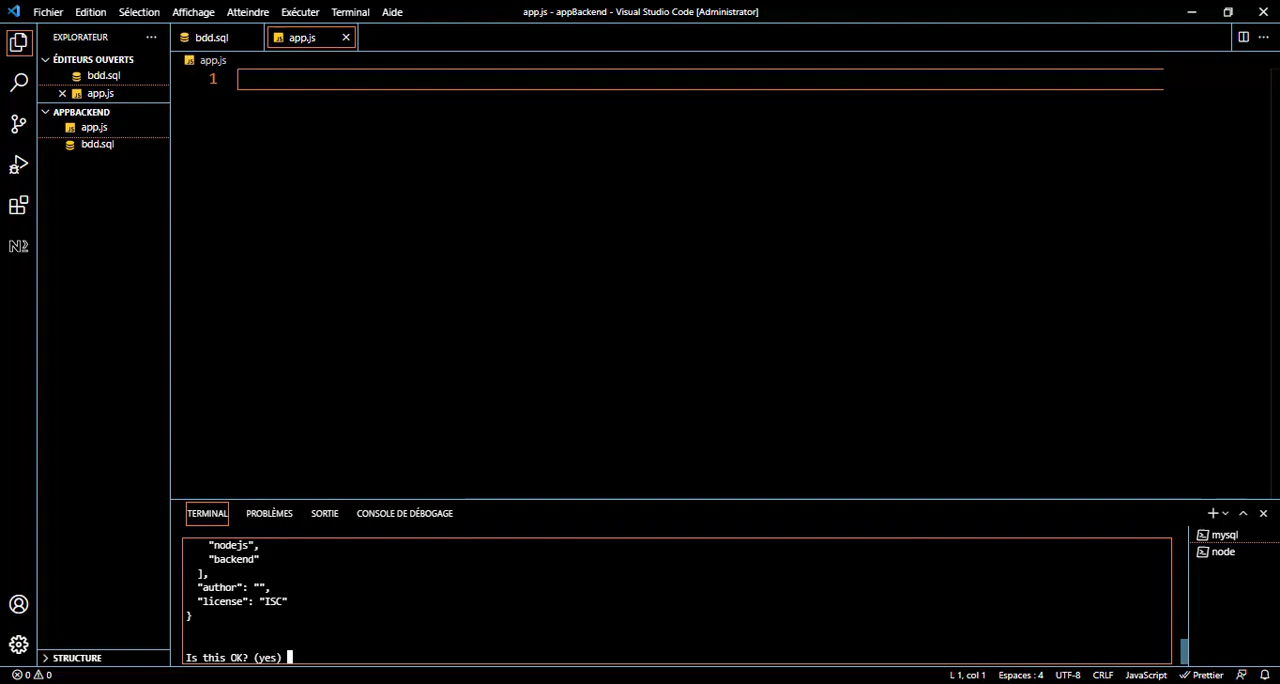 Fichier Edition Sélection Affichage Atteindre Exécuter Terminal Aide app.js - appBackend - Visual Studio Code [Administrator]
EXPLORATEUR
ÉDITEURS OUVERTS
bdd.sql
app.js
APPBACKEND
app.js
bdd.sql
STRUCTURE
bdd.sql app.js
app.js
1
TERMINAL PROBLÈMES SORTIE CONSOLE DE DÉBOGAGE
"nodejs",
"backend"
],
"author": "",
"license": "ISC"
}
Is this OK? (yes)
mysql
node
0 0 L 1, col 1 Espaces : 4 UTF-8 CRLF JavaScript Prettier